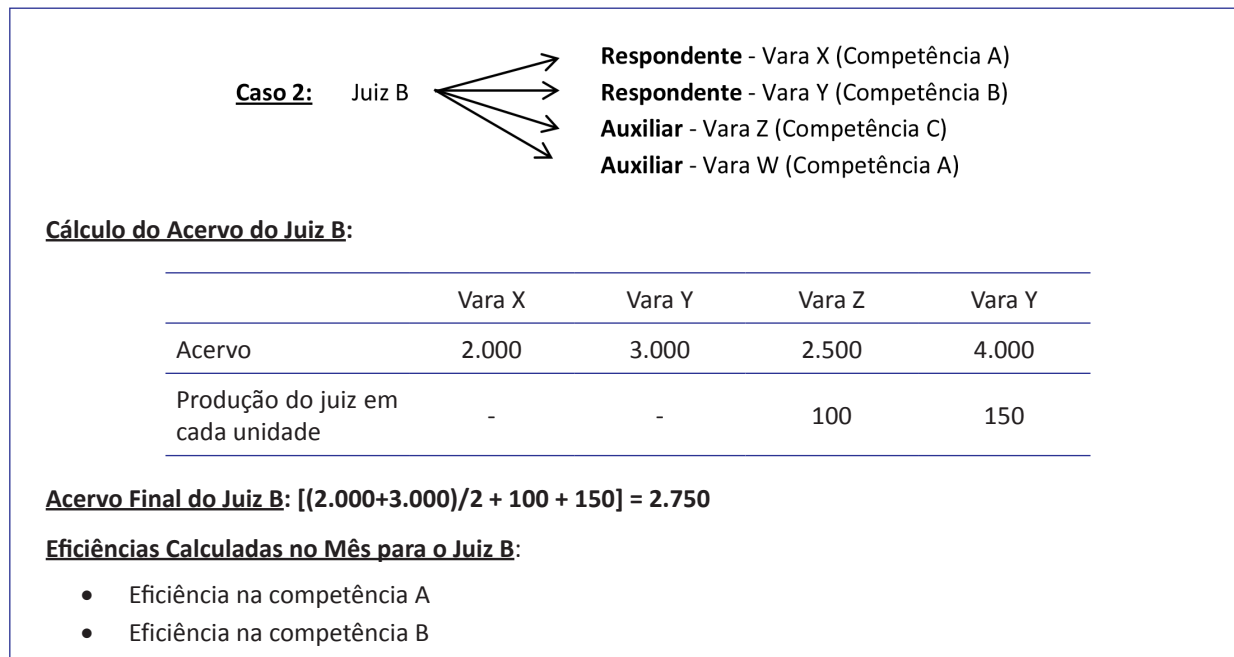 Respondente - Vara X (Competência A)
Caso 2: Juiz B
Respondente - Vara Y (Competência B)
Auxiliar - Vara Z (Competência C)
Auxiliar - Vara W (Competência A)
Cálculo do Acervo do Juiz B:
Vara X Vara Y Vara Z Vara Y
Acervo 2.000 3.000 2.500 4.000
Produção do juiz em
cada unidade - - 100 150
Acervo Final do Juiz B: [(2.000+3.000)/2 + 100 + 150] = 2.750
Eficiências Calculadas no Mês para o Juiz B:
• Eficiência na competência A
• Eficiência na competência B